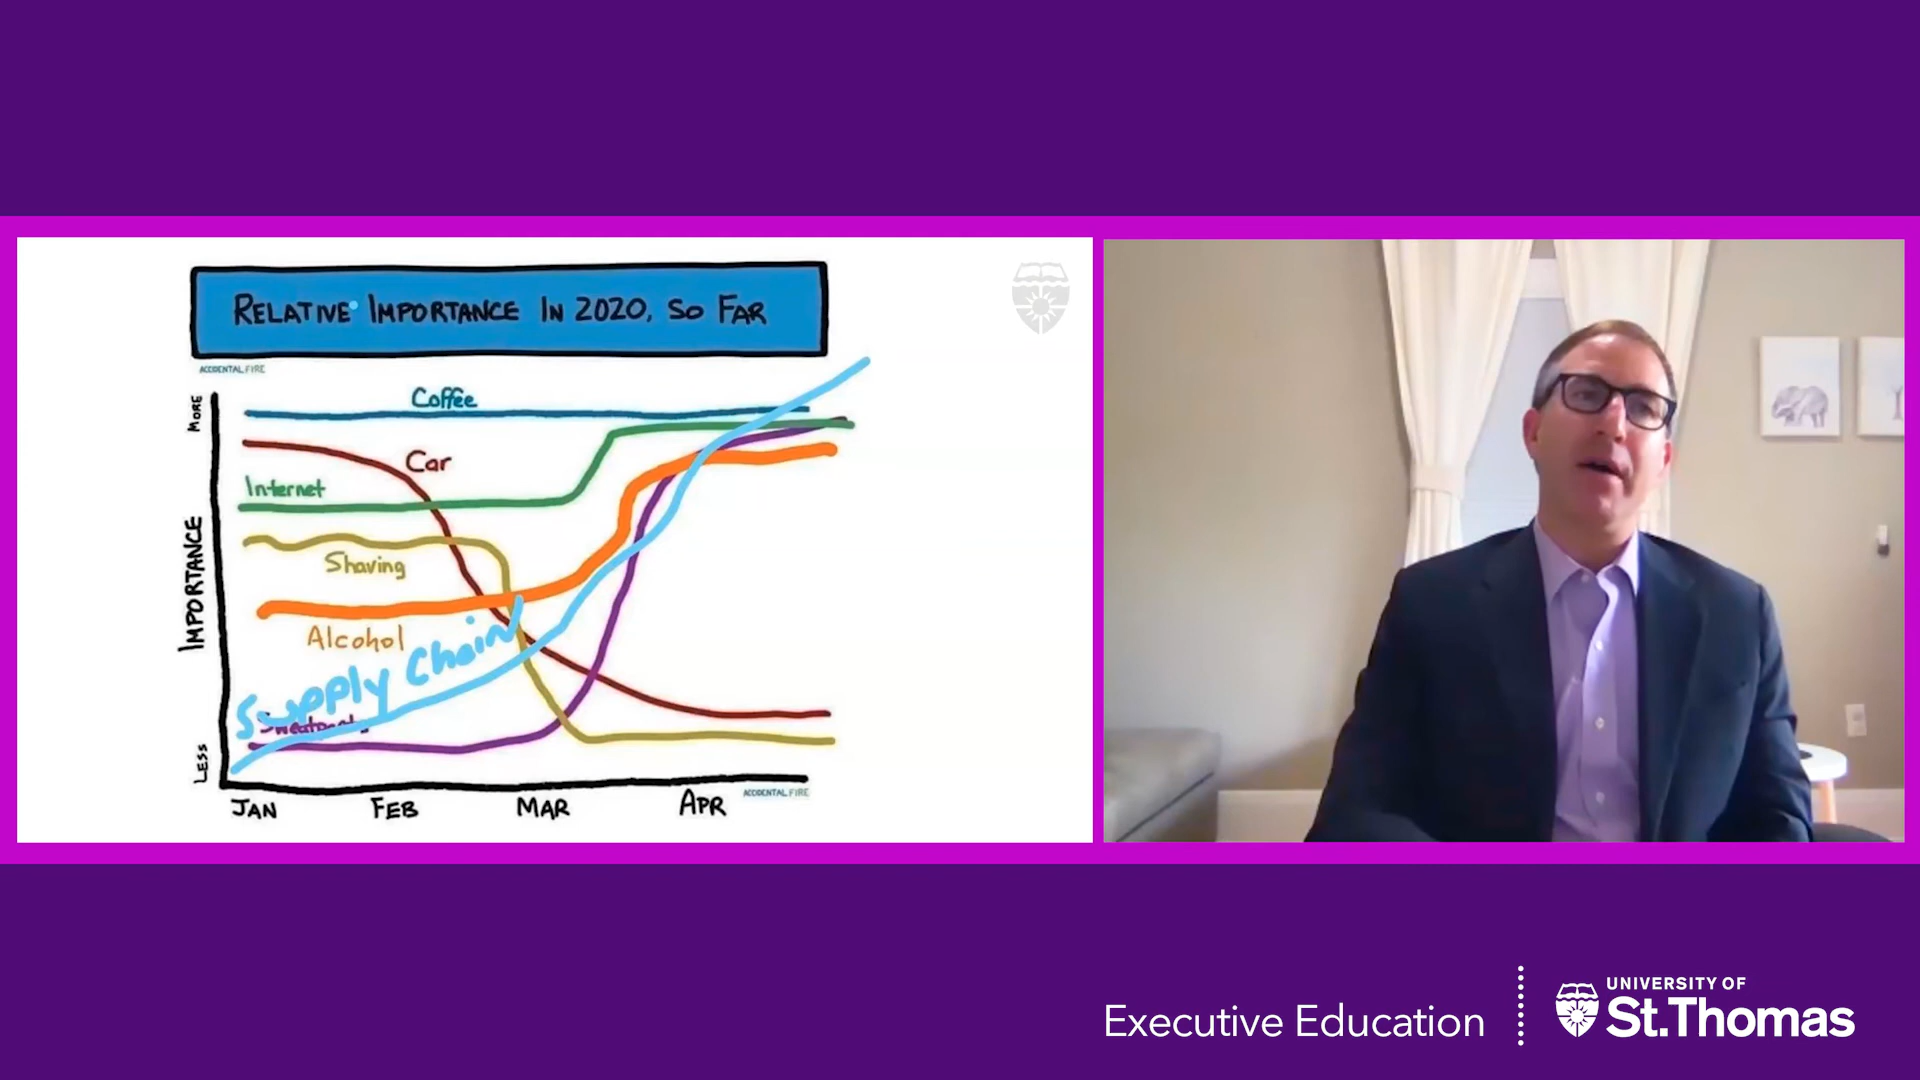 RELATIVE IMPORTANCE IN 2020, SO FAR
ACCIDENTAL FIRE
MORE
IMPORTANCE
LESS
Coffee
Car
Internet
Shaving
Alcohol
Supply Chain
Sweatpants
JAN FEB MAR APR
ACCIDENTAL FIRE
Executive Education
UNIVERSITY OF
St.Thomas